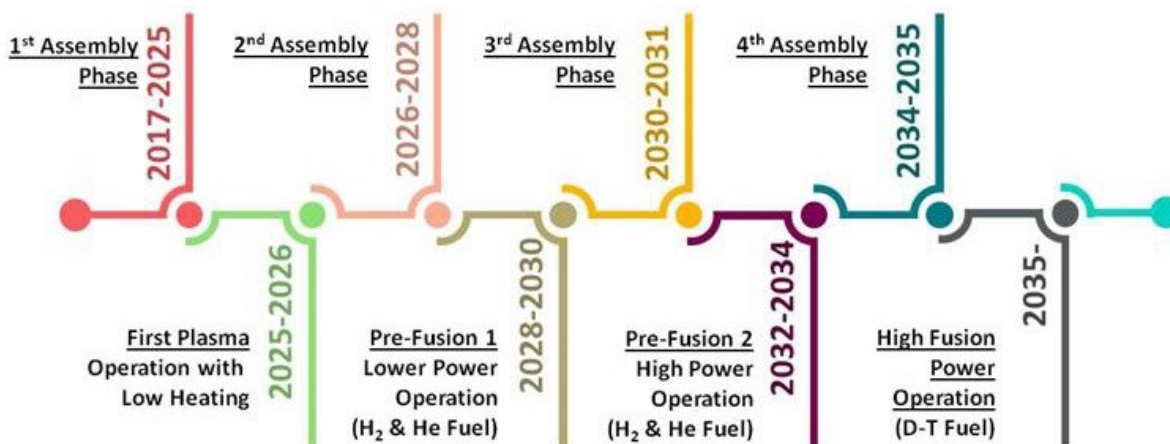 1st Assembly
Phase
2017-2025
2nd Assembly
Phase
2026-2028
3rd Assembly
Phase
2030-2031
4th Assembly
Phase
2034-2035
First Plasma
Operation with
Low Heating
2025-2026
Pre-Fusion 1
Lower Power
Operation
(H₂ & He Fuel)
2028-2030
Pre-Fusion 2
High Power
Operation
(H₂ & He Fuel)
2032-2034
High Fusion
Power
Operation
(D-T Fuel)
2035-